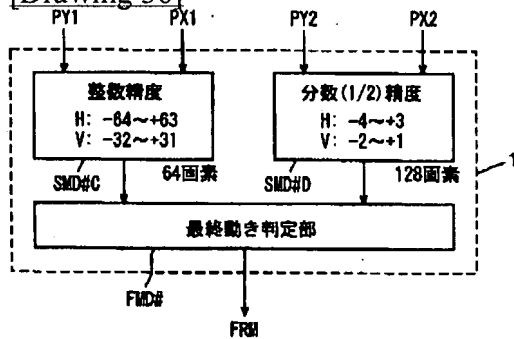 PY1 PX1 PY2 PX2
整数精度
H: -64～+63
V: -32～+31
SMD#C
64画素
分数(1/2)精度
H: -4～+3
V: -2～+1
SMD#D
128画素
1
最終動き判定部
FMD#
FRM